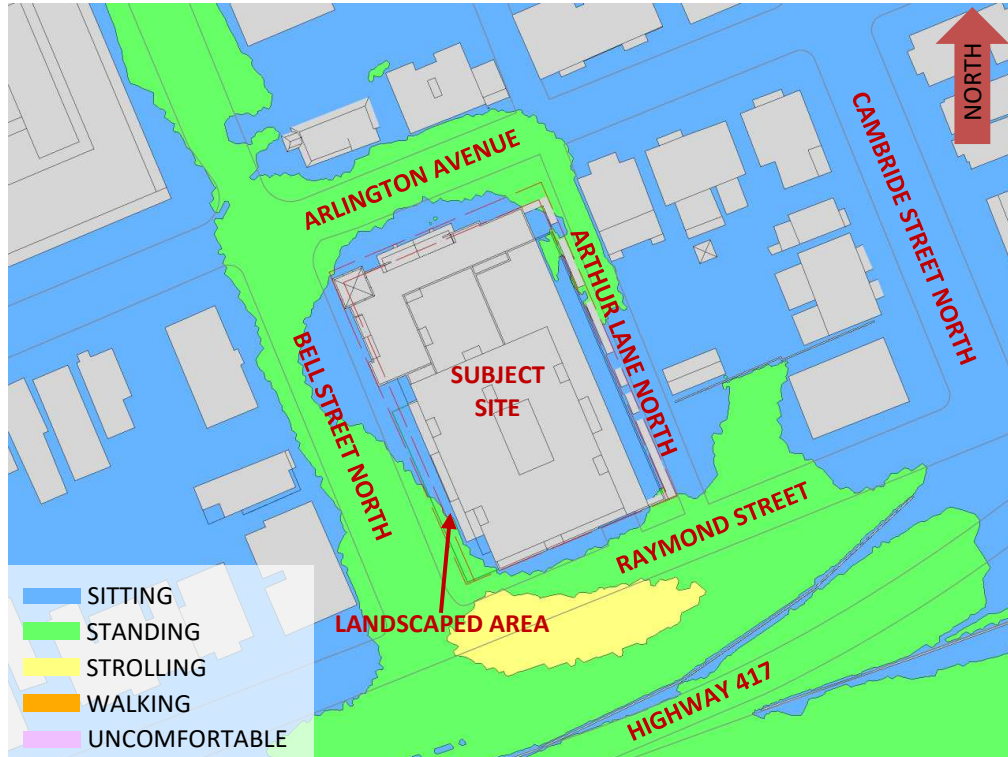 NORTH
CAMBRIDE STREET NORTH
ARLINGTON AVENUE
ARTHUR LANE NORTH
BELL STREET NORTH
SUBJECT
SITE
RAYMOND STREET
LANDSCAPED AREA
HIGHWAY 417
SITTING
STANDING
STROLLING
WALKING
UNCOMFORTABLE